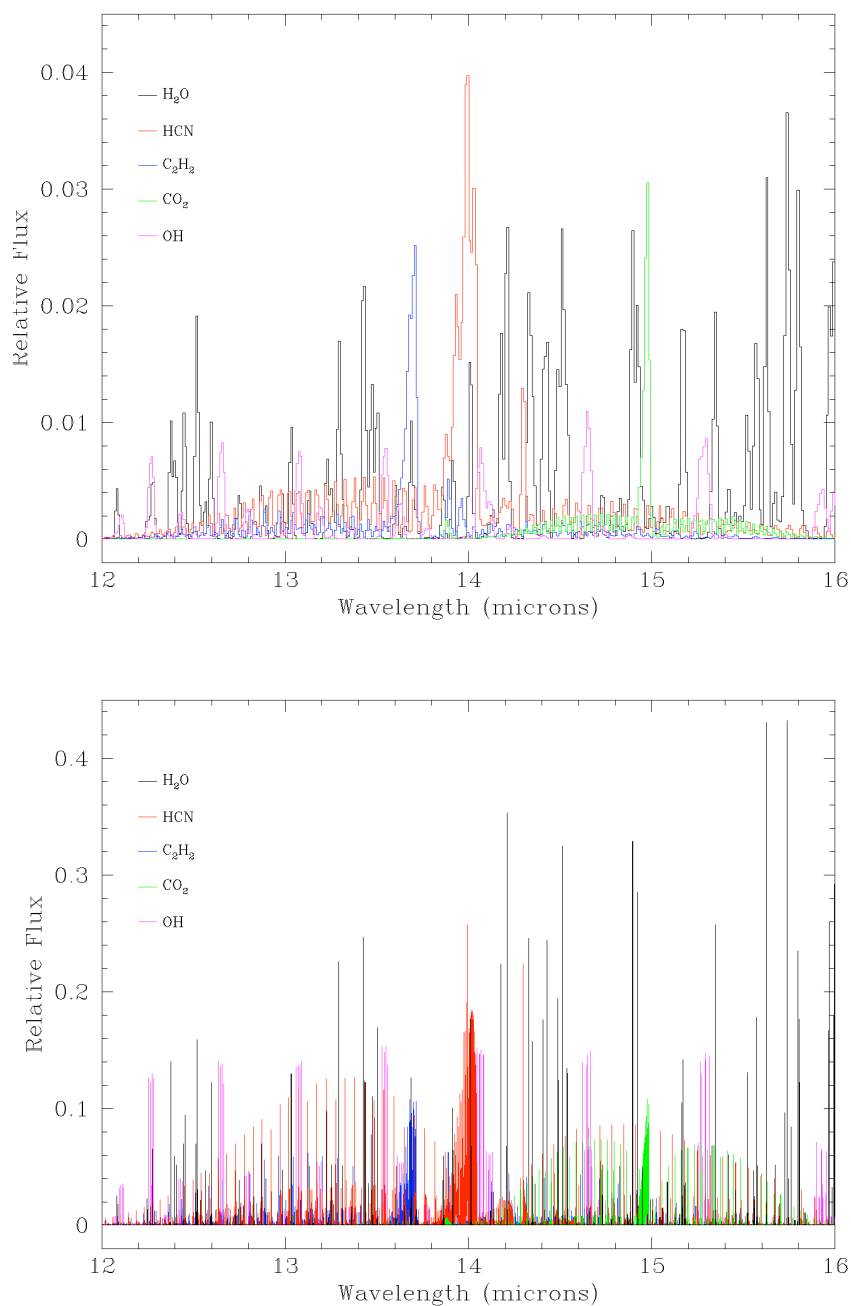 0.04
0.03
0.02
0.01
0
Relative Flux
H₂O
HCN
C₂H₂
CO₂
OH
12 13 14 15 16
Wavelength (microns)
0.4
0.3
0.2
0.1
0
Relative Flux
H₂O
HCN
C₂H₂
CO₂
OH
12 13 14 15 16
Wavelength (microns)